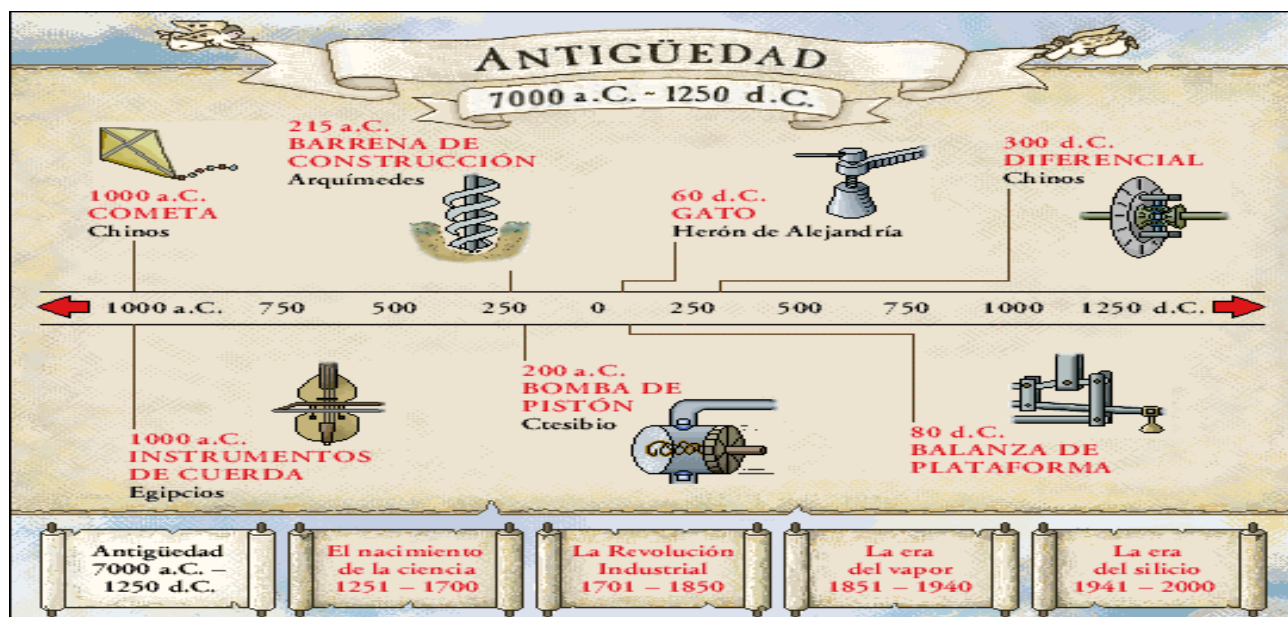 ANTIGÜEDAD
7000 a.C. - 1250 d.C.
1000 a.C.
COMETA
Chinos
215 a.C.
BARRENA DE
CONSTRUCCIÓN
Arquímedes
60 d.C.
GATO
Herón de Alejandría
300 d.C.
DIFERENCIAL
Chinos
1000 a.C. 750 500 250 0 250 500 750 1000 1250 d.C.
1000 a.C.
INSTRUMENTOS
DE CUERDA
Egipcios
200 a.C.
BOMBA DE
PISTÓN
Ctesibio
80 d.C.
BALANZA DE
PLATAFORMA
Antigüedad
7000 a.C. –
1250 d.C.
El nacimiento
de la ciencia
1251 – 1700
La Revolución
Industrial
1701 – 1850
La era
del vapor
1851 – 1940
La era
del silicio
1941 – 2000